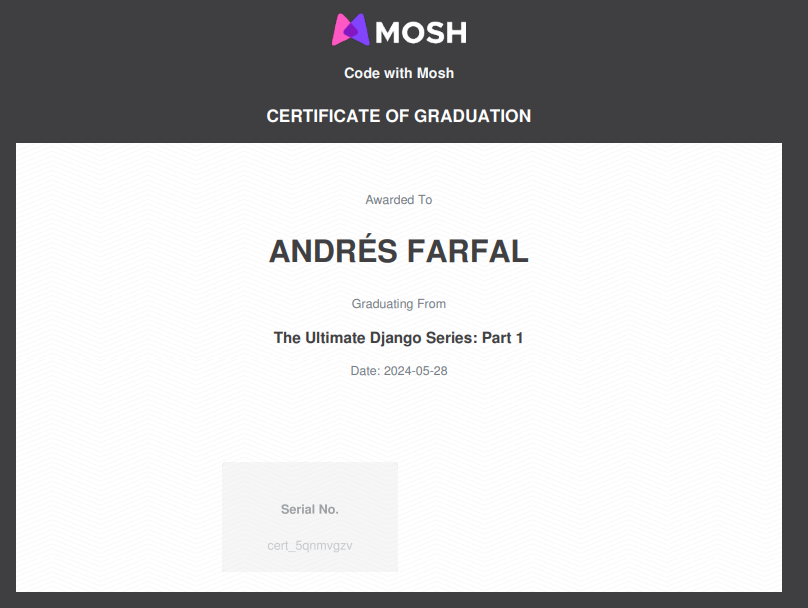 MOSH
Code with Mosh
CERTIFICATE OF GRADUATION
Awarded To
ANDRÉS FARFAL
Graduating From
The Ultimate Django Series: Part 1
Date: 2024-05-28
Serial No.
cert_5qnmvgzv